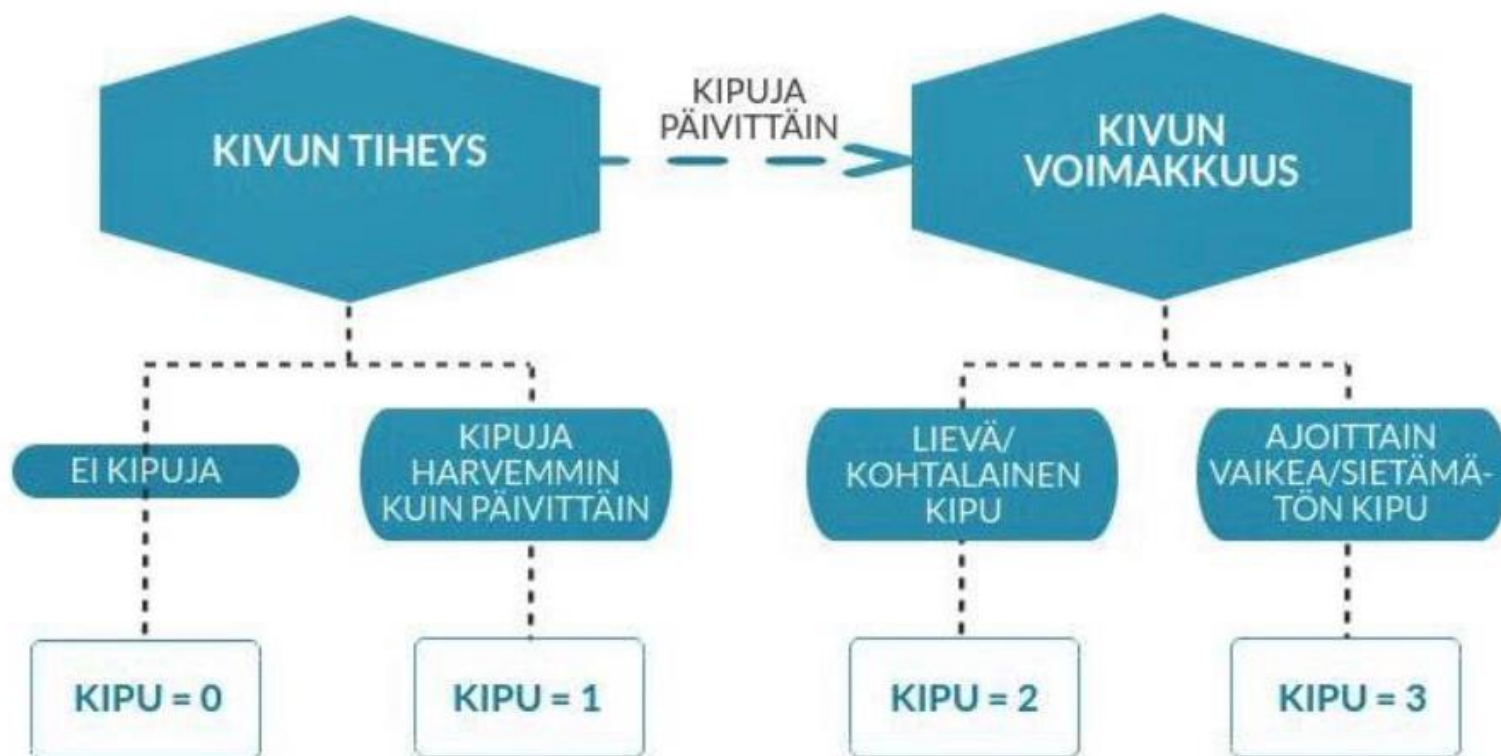 KIVUN TIHEYS
KIPUJA
PÄIVITTÄIN
KIVUN
VOIMAKKUUS
EI KIPUJA
KIPUJA
HARVEMMIN
KUIN PÄIVITTÄIN
LIEVÄ/
KOHTALAINEN
KIPU
AJOITTAIN
VAIKEA/SIETÄMÄ-
TÖN KIPU
KIPU = 0
KIPU = 1
KIPU = 2
KIPU = 3